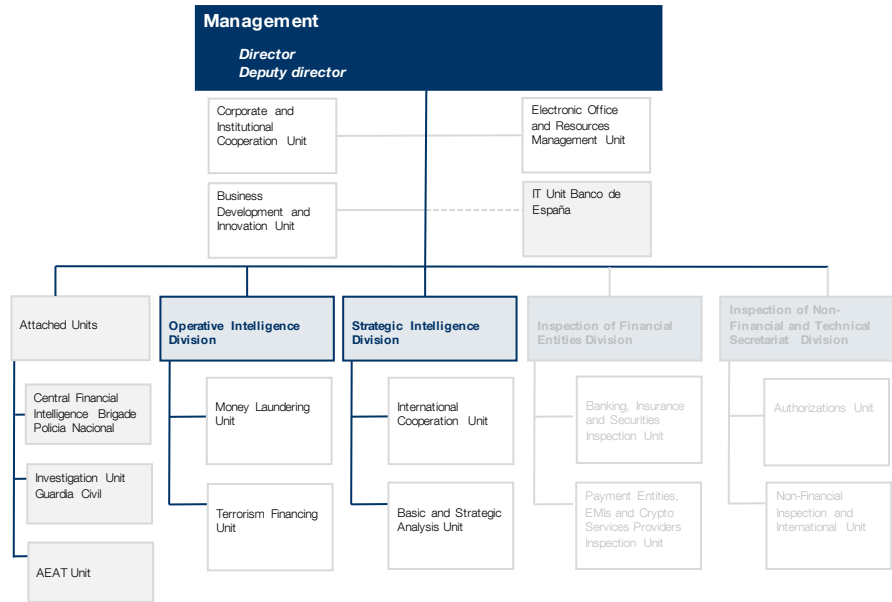 Management
Director
Deputy director
Corporate and
Institutional
Cooperation Unit
Electronic Office
and Resources
Management Unit
Business
Development and
Innovation Unit
IT Unit Banco de
España
Attached Units
Operative Intelligence
Division
Strategic Intelligence
Division
Inspection of Financial
Entities Division
Inspection of Non-
Financial and Technical
Secretariat Division
Central Financial
Intelligence Brigade
Policia Nacional
Money Laundering
Unit
International
Cooperation Unit
Banking, Insurance
and Securities
Inspection Unit
Authorizations Unit
Investigation Unit
Guardia Civil
Terrorism Financing
Unit
Basic and Strategic
Analysis Unit
Payment Entities,
EMIs and Crypto
Services Providers
Inspection Unit
Non-Financial
Inspection and
International Unit
AEAT Unit